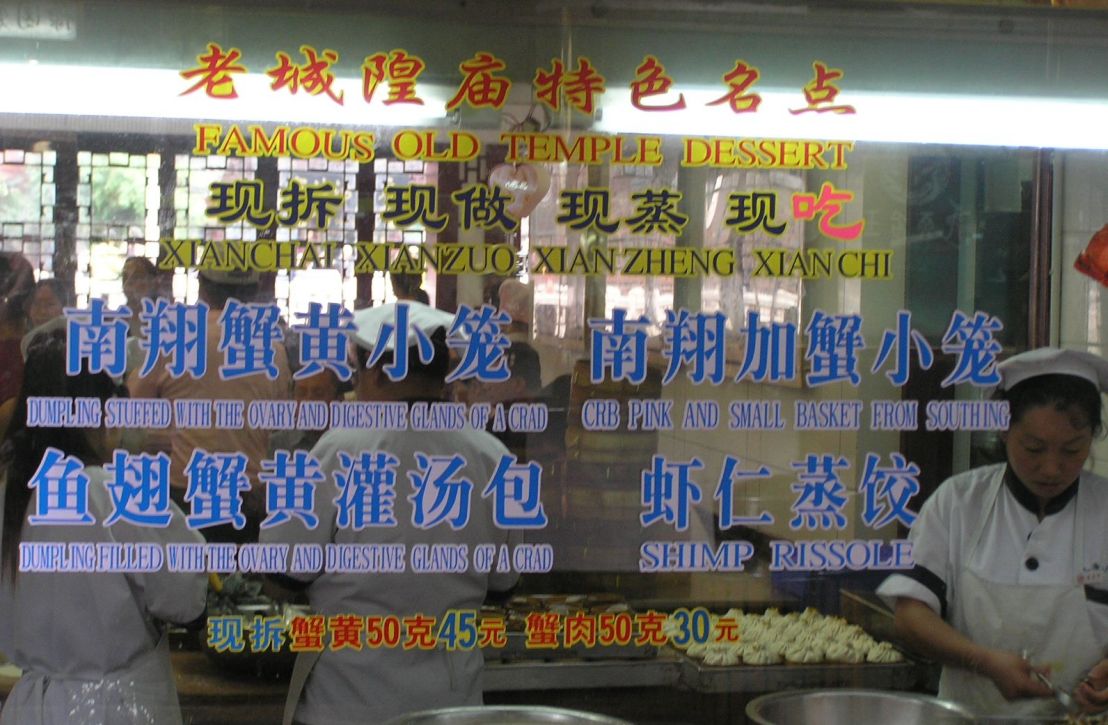 老城隍庙特色名点
FAMOUS OLD TEMPLE DESSERT
现拆 现做 现蒸 现吃
XIANCHAI XIANZUO XIAN ZHENG XIAN CHI
南翔蟹黄小笼
DUMPLING STUFFED WITH THE OVARY AND DIGESTIVE GLANDS OF A CRAD
南翔加蟹小笼
CRB PINK AND SMALL BASKET FROM SOUTHING
鱼翅蟹黄灌汤包
DUMPLING FILLED WITH THE OVARY AND DIGESTIVE GLANDS OF A CRAD
虾仁蒸饺
SHIMP RISSOLE
现拆蟹黄50克45元 蟹肉50克30元